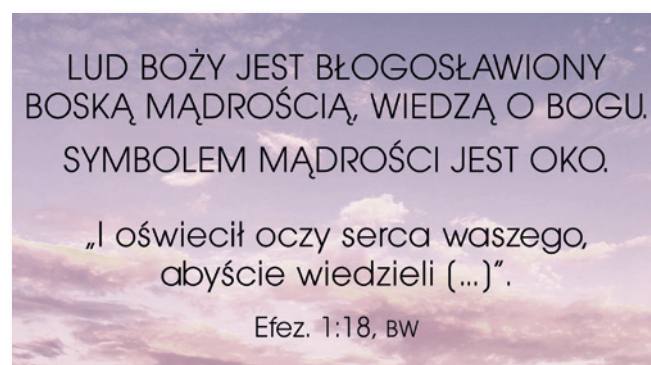 LUD BOŻY JEST BŁOGOSŁAWIONY
BOSKĄ MĄDROŚCIĄ, WIEDZĄ O BOGU.
SYMBOLEM MĄDROŚCI JEST OKO.
„I oświecił oczy serca waszego,
abyście wiedzieli (...)”.
Efez. 1:18, BW